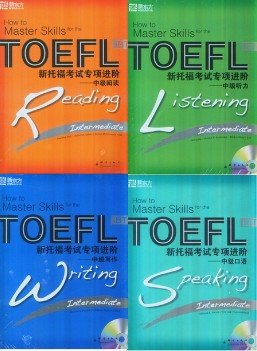 How to
Master Skills for the
TOEFL
新托福考试专项进阶
——中级阅读
Reading
Intermediate
How to
Master Skills for the
TOEFL
新托福考试专项进阶
——中级听力
Listening
Intermediate
How to
Master Skills for the
TOEFL
新托福考试专项进阶
——中级写作
Writing
Intermediate
How to
Master Skills for the
TOEFL
新托福考试专项进阶
——中级口语
Speaking
Intermediate